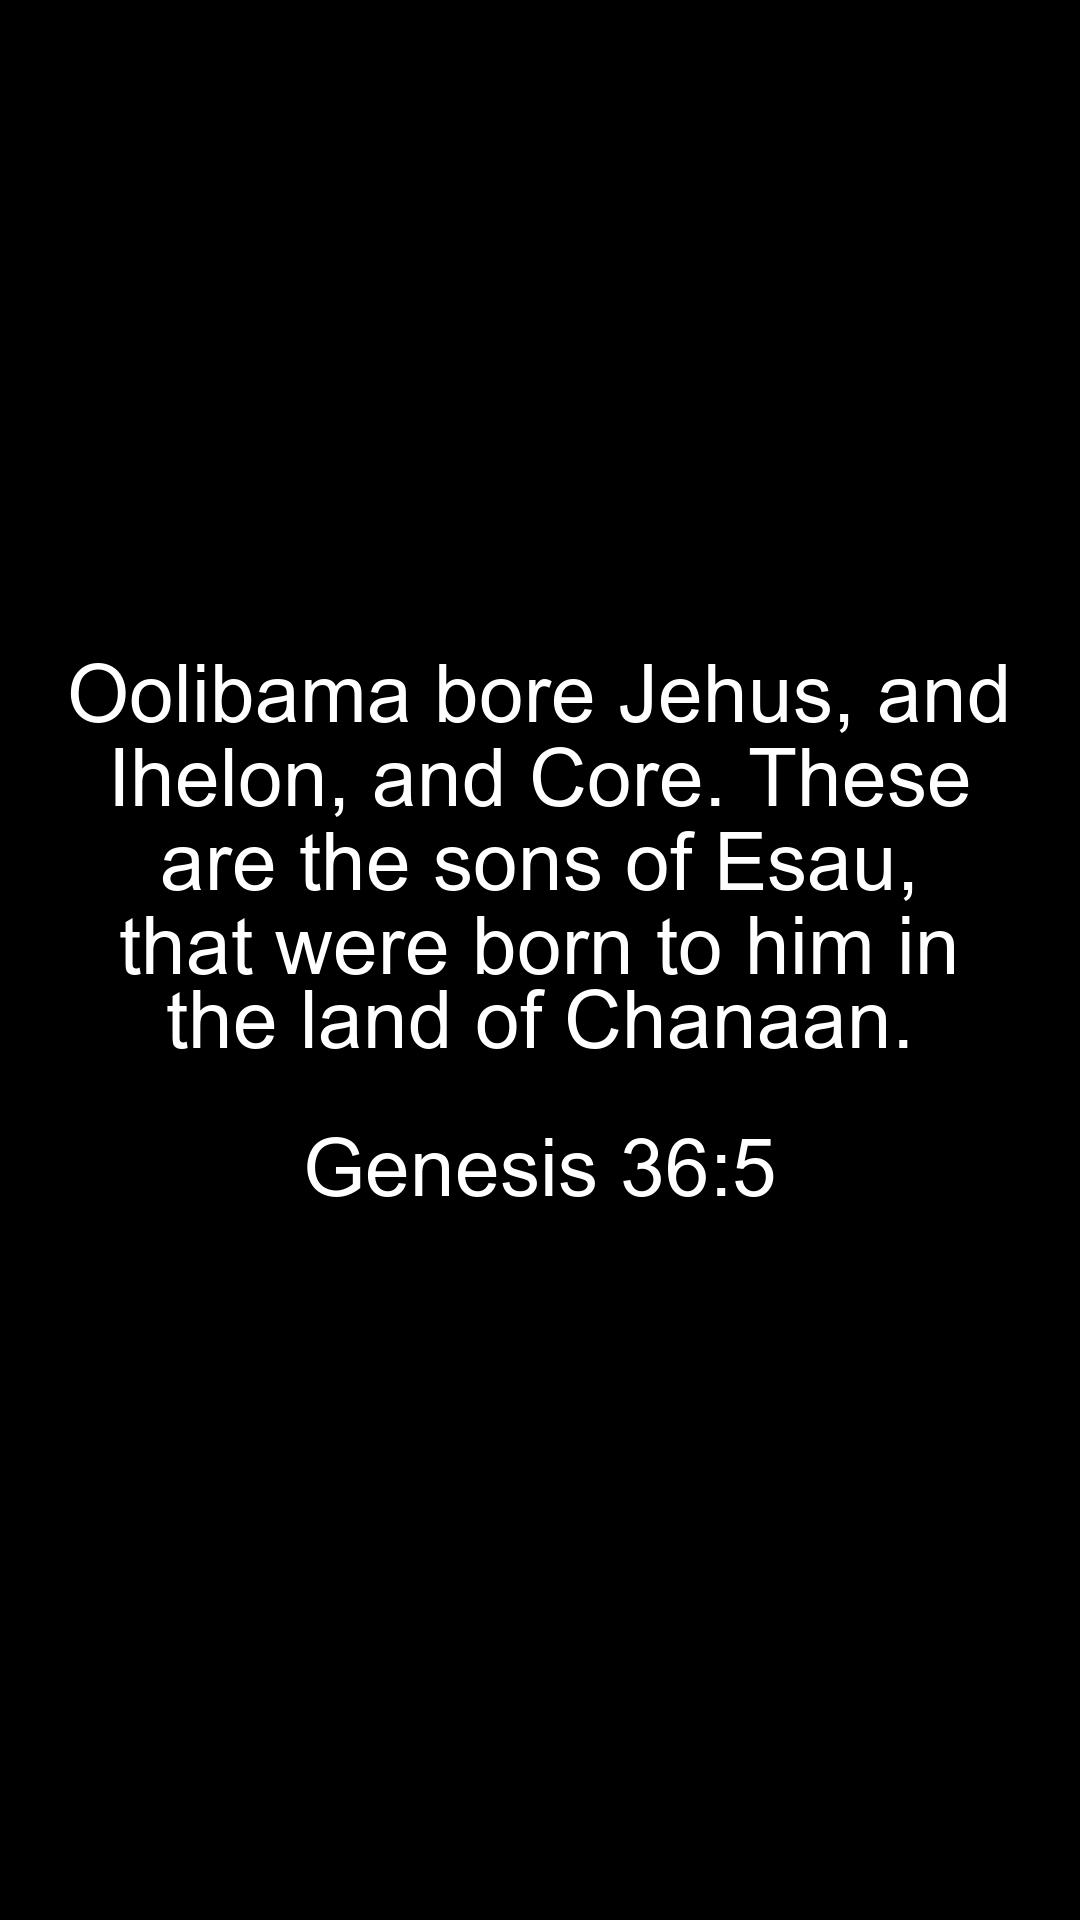 Oolibama bore Jehus, and
Ihelon, and Core. These
are the sons of Esau,
that were born to him in
the land of Chanaan.
Genesis 36:5